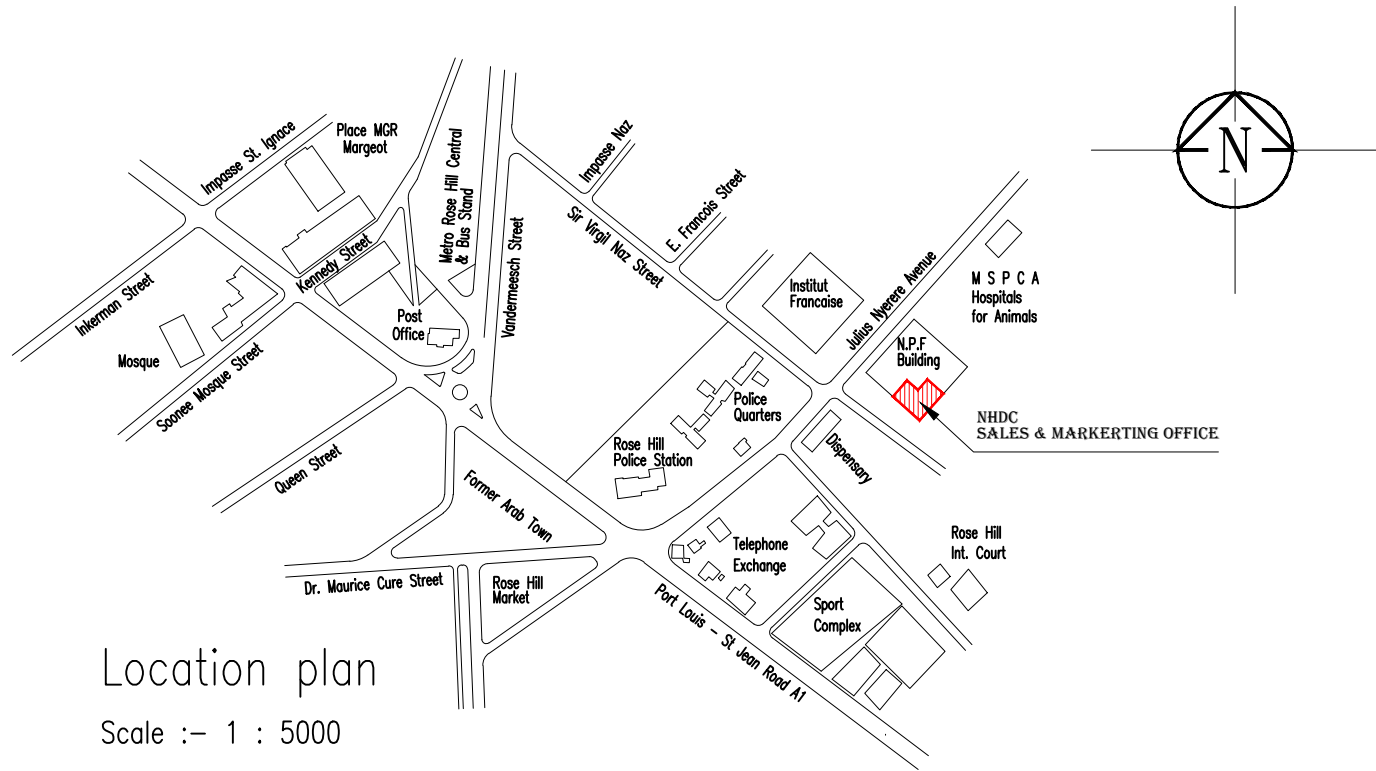 Impasse St. Ignace
Place MGR
Margeot
Metro Rose Hill Central
& Bus Stand
Impasse Naz
E. Francois Street
Sir Virgil Naz Street
N
Inkerman Street
Kennedy Street
Vandermeesch Street
Institut
Francaise
Julius Nyerere Avenue
M S P C A
Hospitals
for Animals
Post
Office
Mosque
Soonee Mosque Street
N.P.F
Building
Police
Quarters
NHDC
SALES & MARKERTING OFFICE
Queen Street
Former Arab Town
Rose Hill
Police Station
Dispensary
Telephone
Exchange
Rose Hill
Int. Court
Dr. Maurice Cure Street
Rose Hill
Market
Port Louis - St Jean Road A1
Sport
Complex
Location plan
Scale :- 1 : 5000